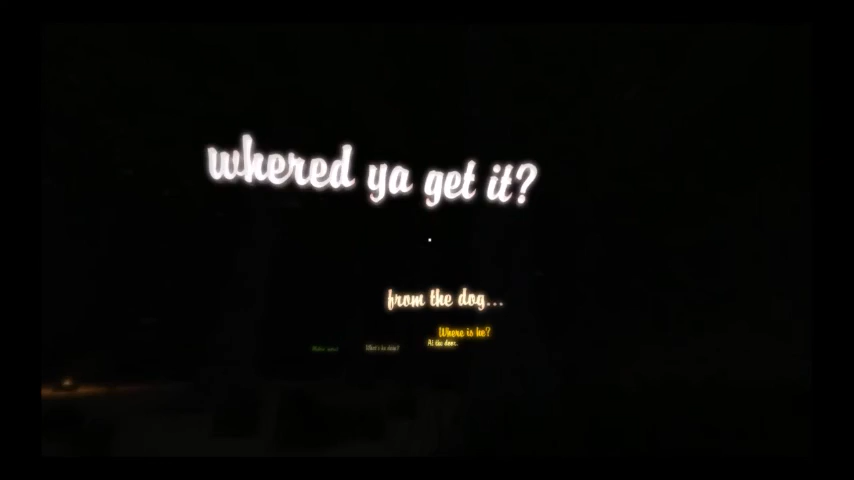 whered ya get it?
from the dog...
Where is he?
At the door.